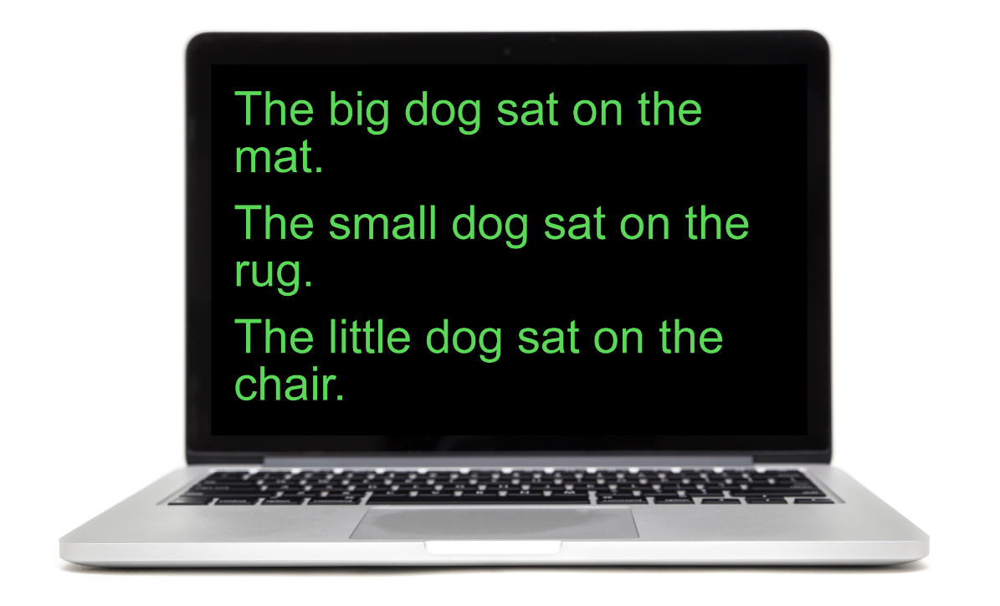 The big dog sat on the
mat.
The small dog sat on the
rug.
The little dog sat on the
chair.